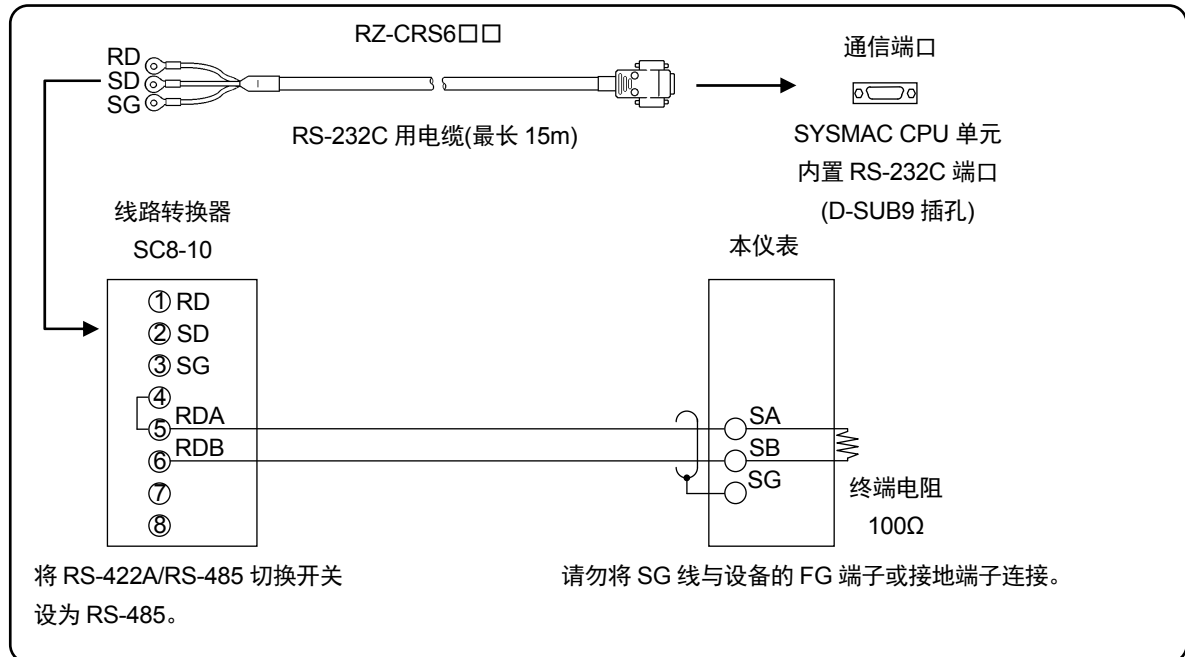 RZ-CRS6□□
RD
SD
SG
RS-232C 用电缆(最长 15m)
通信端口
SYSMAC CPU 单元
内置 RS-232C 端口
(D-SUB9 插孔)
线路转换器
SC8-10
① RD
② SD
③ SG
④
⑤ RDA
⑥ RDB
⑦
⑧
本仪表
SA
SB
SG
终端电阻
100Ω
将 RS-422A/RS-485 切换开关
设为 RS-485。
请勿将 SG 线与设备的 FG 端子或接地端子连接。